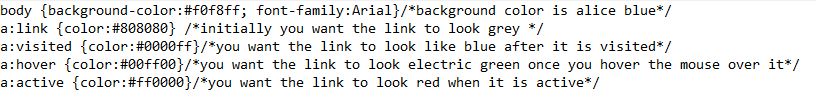 body {background-color:#f0f8ff; font-family:Arial}/*background color is alice blue*/
a:link {color:#808080} /*initially you want the link to look grey */
a:visited {color:#0000ff}/*you want the link to look like blue after it is visited*/
a:hover {color:#00ff00}/*you want the link to look electric green once you hover the mouse over it*/
a:active {color:#ff0000}/*you want the link to look red when it is active*/